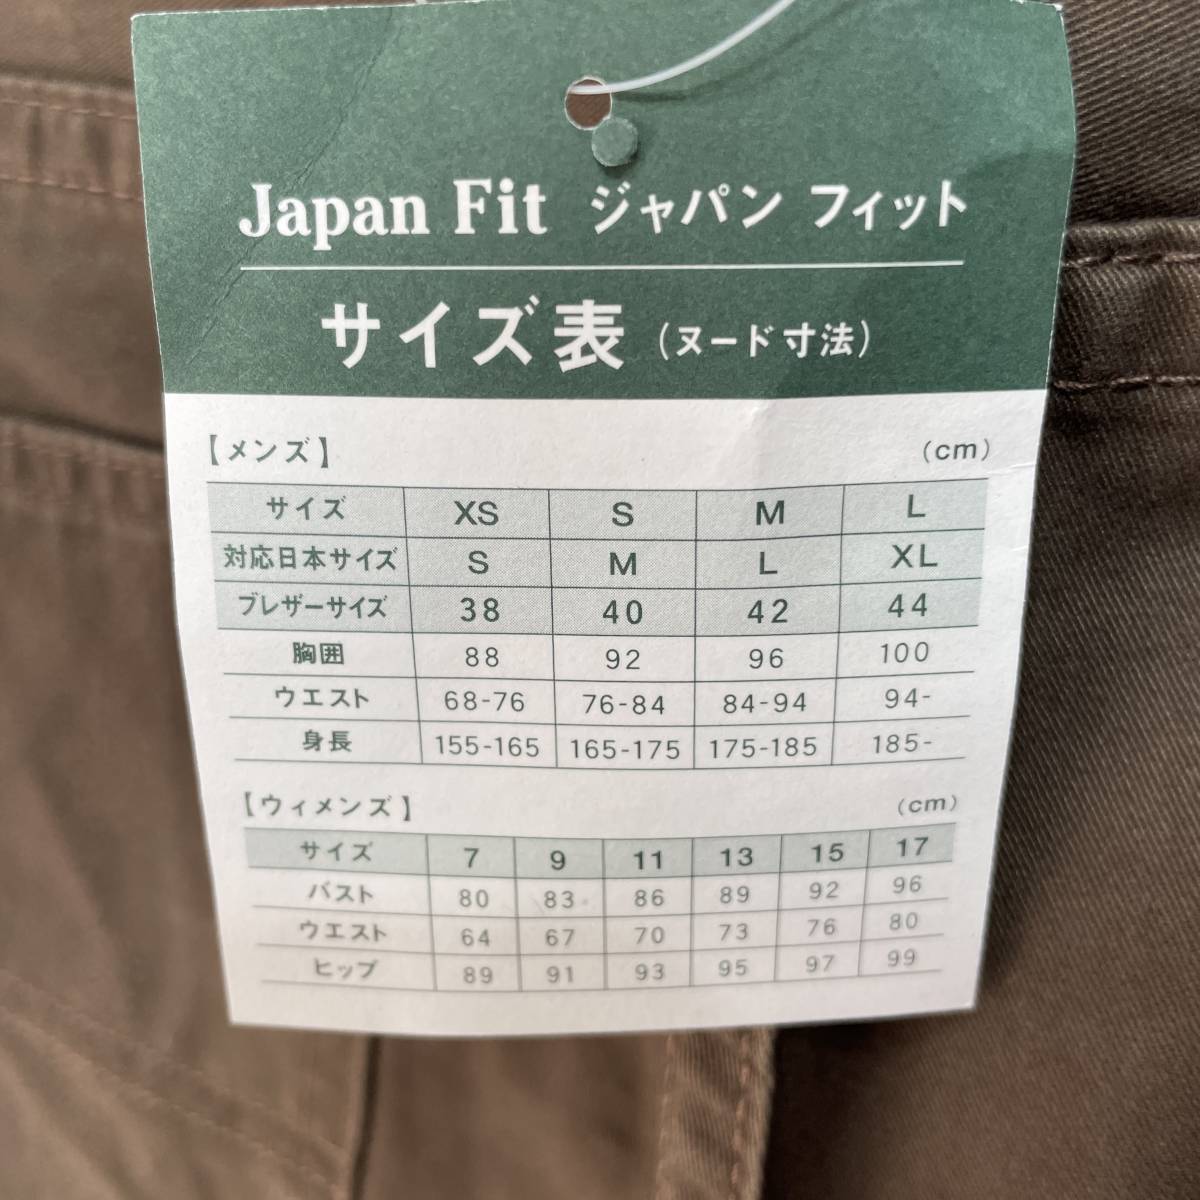 Japan Fit ジャパン フィット
サイズ表 (ヌード寸法)
【メンズ】 (cm)
サイズ XS S M L
対応日本サイズ S M L XL
ブレザーサイズ 38 40 42 44
胸囲 88 92 96 100
ウエスト 68-76 76-84 84-94 94-
身長 155-165 165-175 175-185 185-
【ウィメンズ】 (cm)
サイズ 7 9 11 13 15 17
バスト 80 83 86 89 92 96
ウエスト 64 67 70 73 76 80
ヒップ 89 91 93 95 97 99